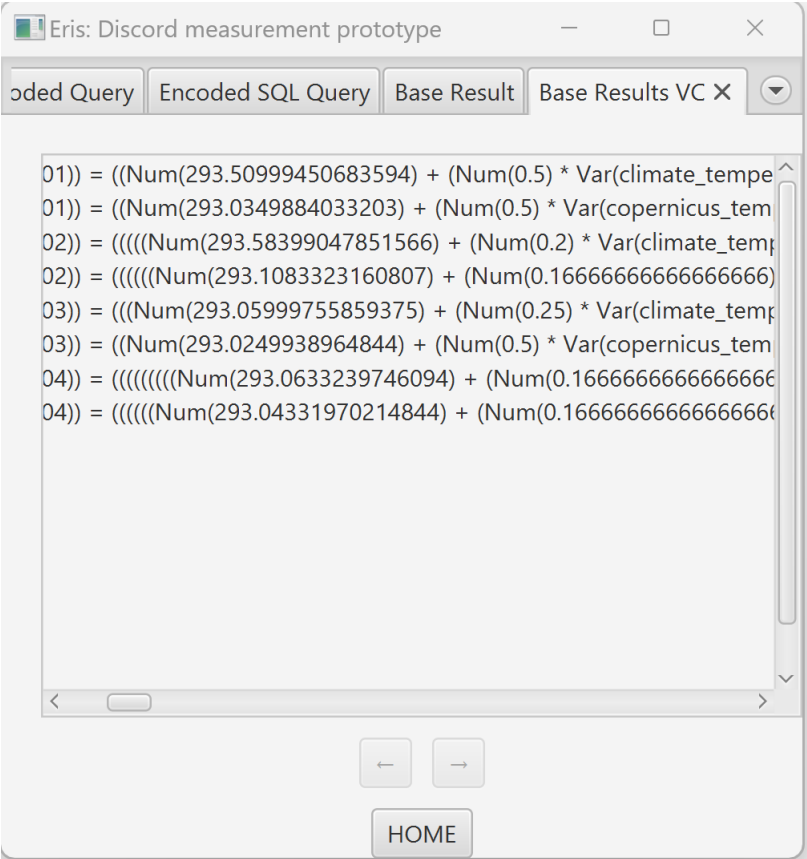 Eris: Discord measurement prototype
oded Query
Encoded SQL Query
Base Result
Base Results VC
01)) = ((Num(293.50999450683594) + (Num(0.5) * Var(climate_tempe
01)) = ((Num(293.0349884033203) + (Num(0.5) * Var(copernicus_tem
02)) = (((((Num(293.58399047851566) + (Num(0.2) * Var(climate_temp
02)) = ((((((Num(293.1083323160807) + (Num(0.16666666666666666)
03)) = (((Num(293.05999755859375) + (Num(0.25) * Var(climate_temp
03)) = ((Num(293.0249938964844) + (Num(0.5) * Var(copernicus_tem
04)) = (((((((((Num(293.0633239746094) + (Num(0.1666666666666666
04)) = ((((((Num(293.04331970214844) + (Num(0.1666666666666666
← →
HOME